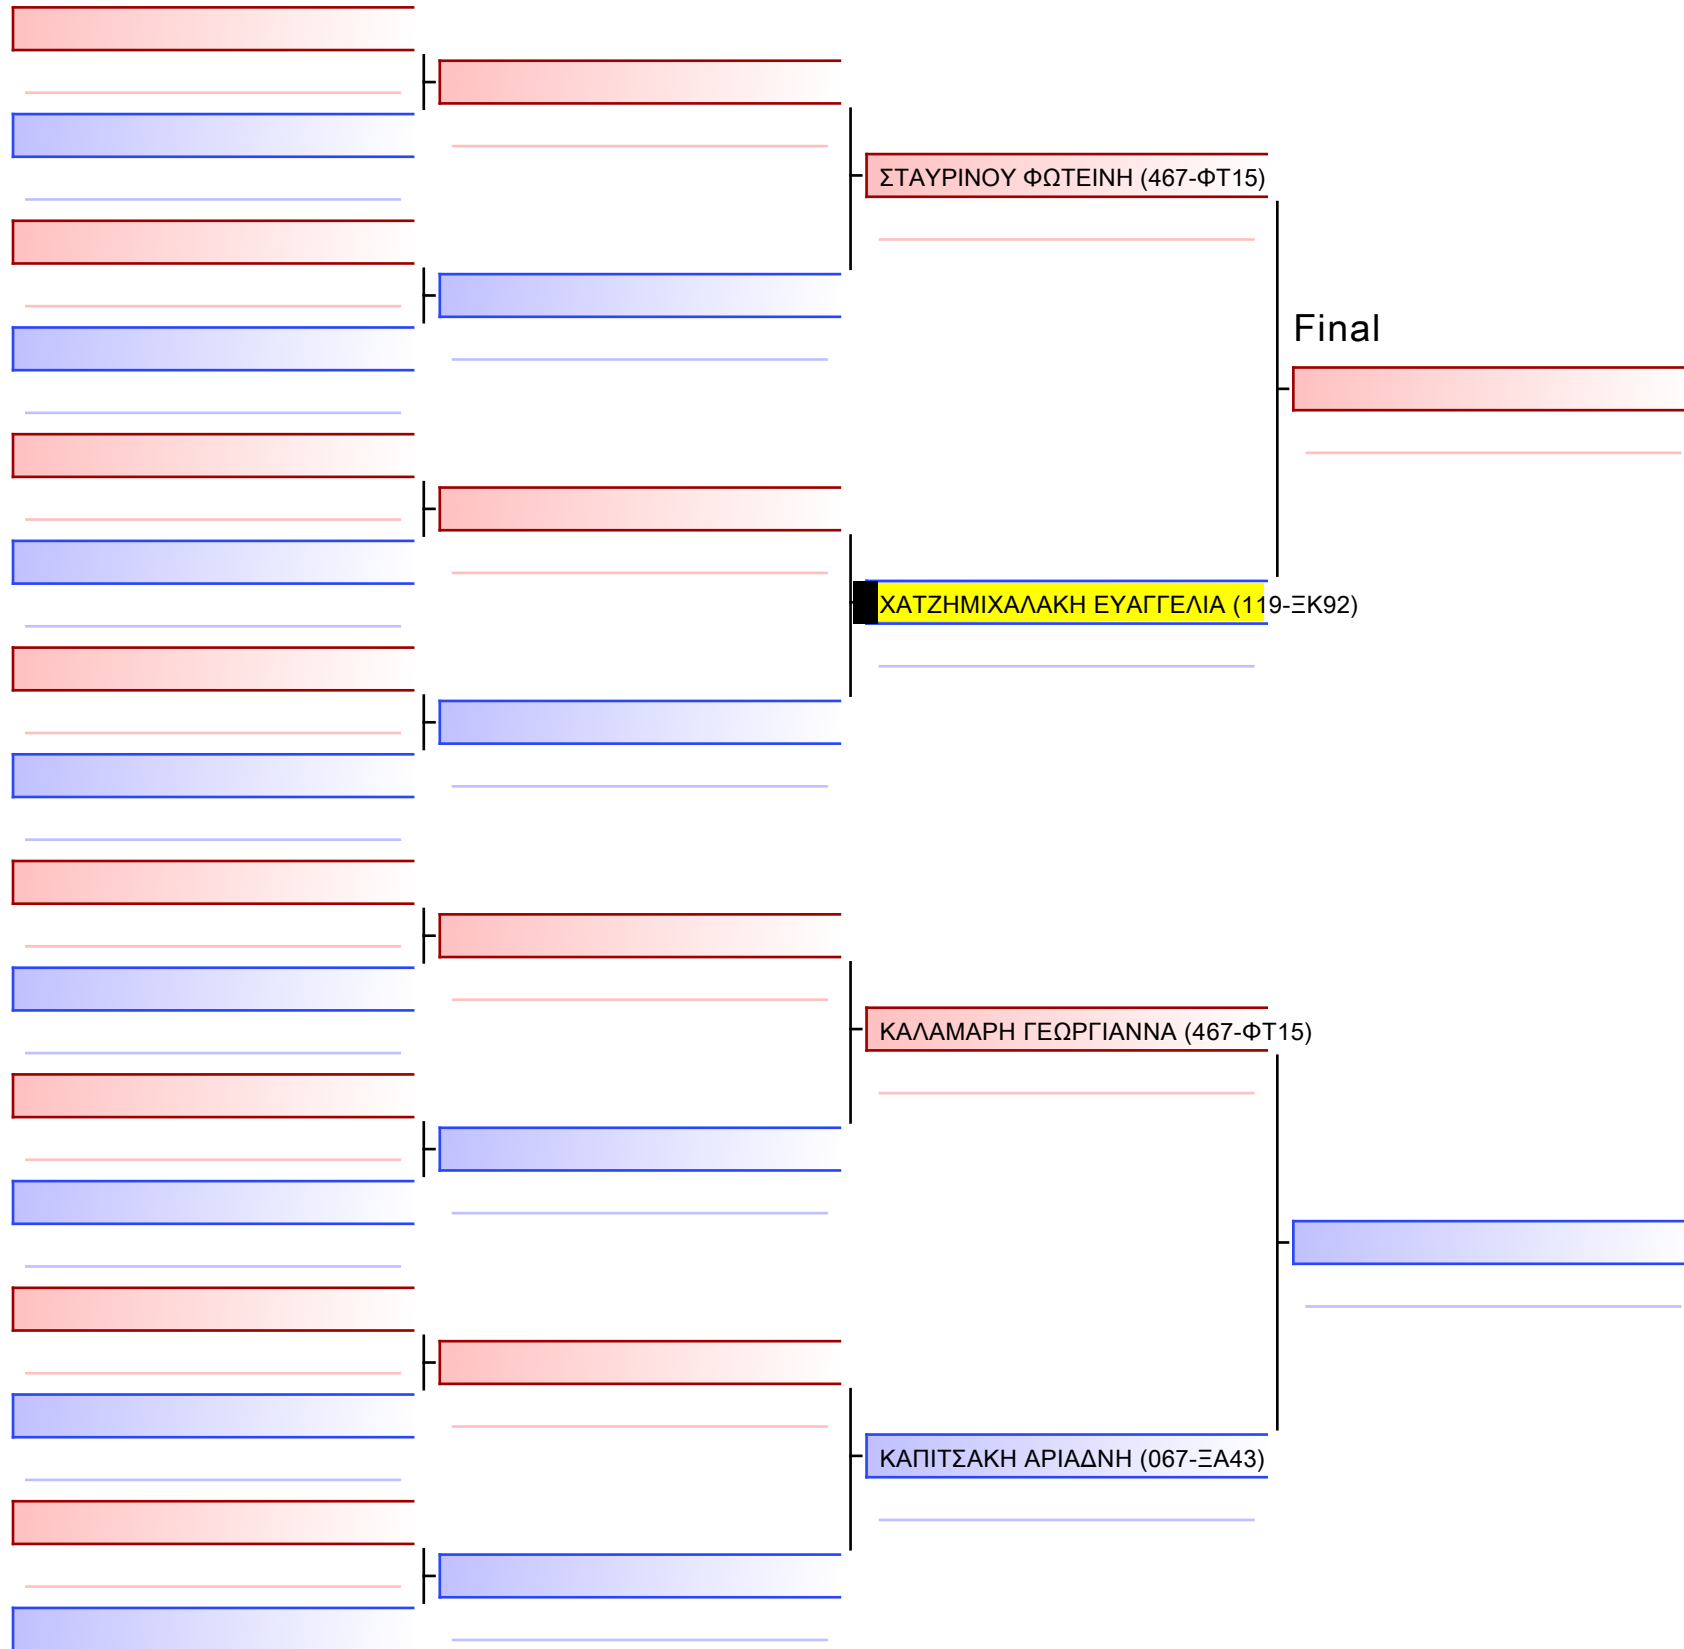 ΣΤΑΥΡΙΝΟΥ ΦΩΤΕΙΝΗ (467-ΦΤ15)
Final
ΧΑΤΖΗΜΙΧΑΛΑΚΗ ΕΥΑΓΓΕΛΙΑ (119-ΞΚ92)
ΚΑΛΑΜΑΡΗ ΓΕΩΡΓΙΑΝΝΑ (467-ΦΤ15)
ΚΑΠΙΤΣΑΚΗ ΑΡΙΑΔΝΗ (067-ΞΑ43)